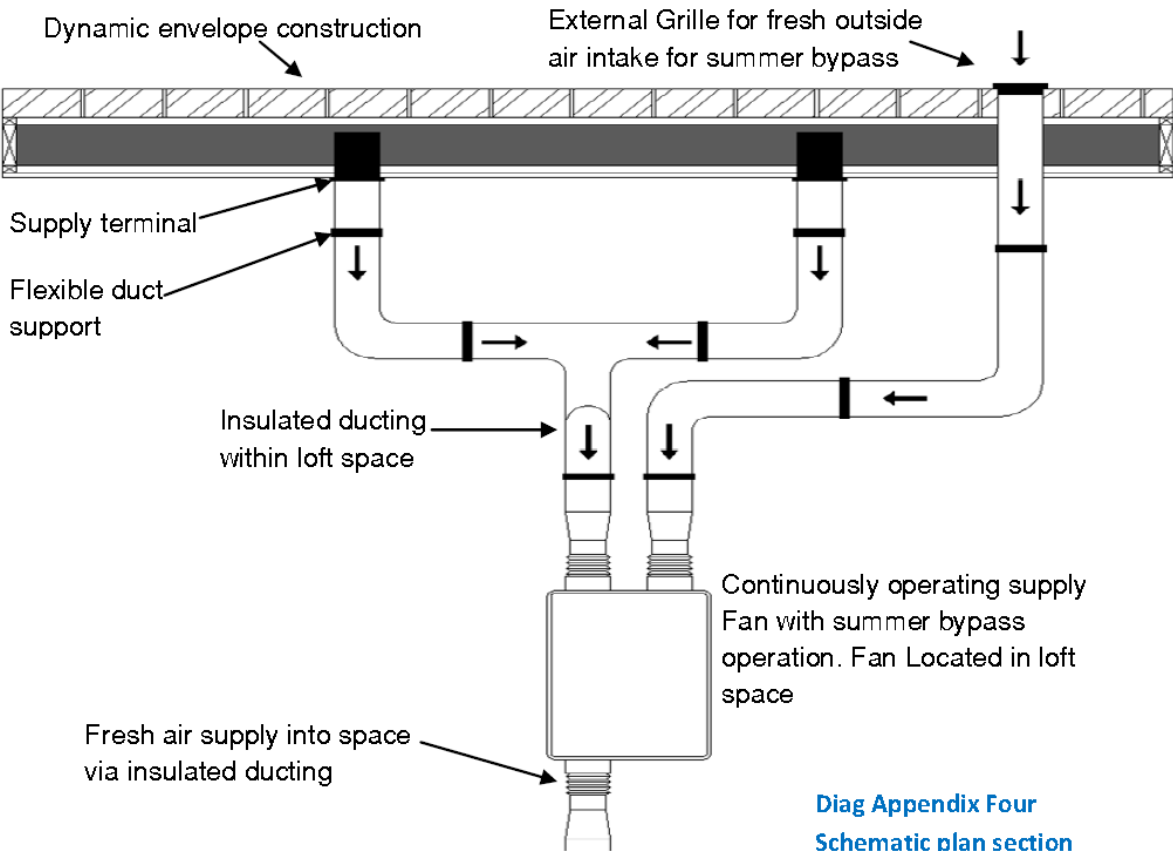 Dynamic envelope construction
External Grille for fresh outside
air intake for summer bypass
Supply terminal
Flexible duct
support
Insulated ducting
within loft space
Continuously operating supply
Fan with summer bypass
operation. Fan Located in loft
space
Fresh air supply into space
via insulated ducting
Diag Appendix Four
Schematic plan section